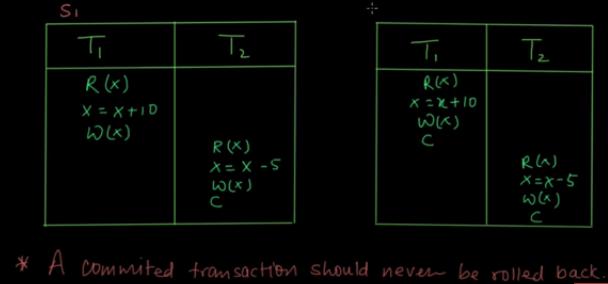 S1
T1 T2
R(x)
x = x+10
W(x)
R(x)
x = x -5
W(x)
C
T1 T2
R(x)
x = x+10
W(x)
C
R(x)
x=x-5
W(x)
C
* A commited transaction should never be rolled back.